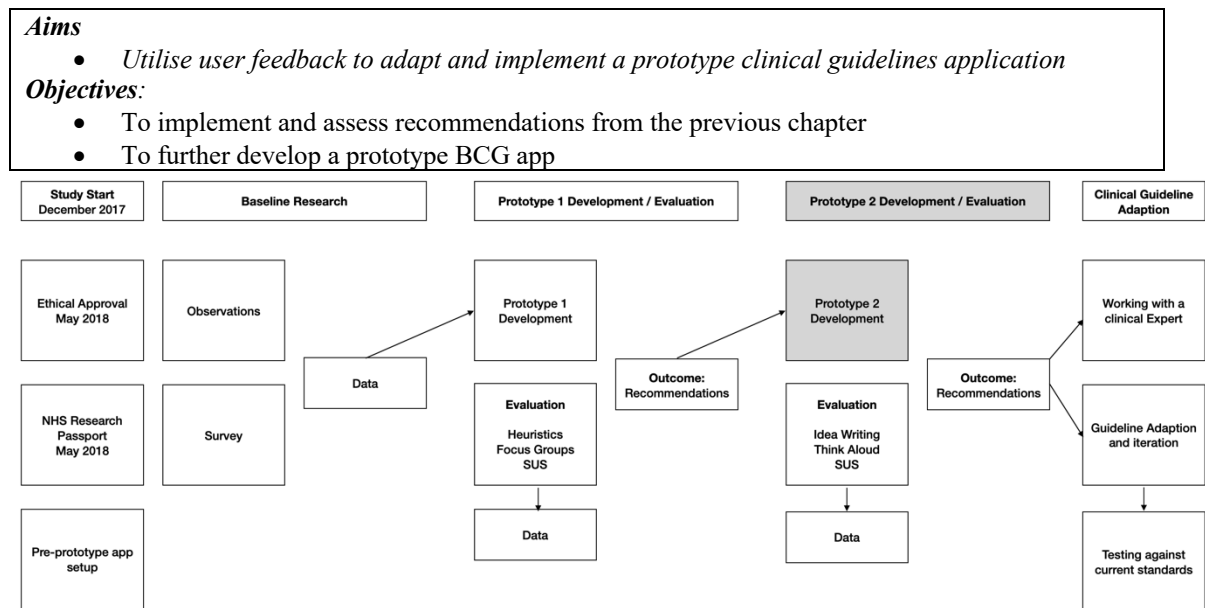 Aims
• Utilise user feedback to adapt and implement a prototype clinical guidelines application
Objectives:
• To implement and assess recommendations from the previous chapter
• To further develop a prototype BCG app
Study Start
December 2017
Baseline Research
Prototype 1 Development / Evaluation
Prototype 2 Development / Evaluation
Clinical Guideline
Adaption
Ethical Approval
May 2018
Observations
Prototype 1
Development
Prototype 2
Development
Working with a
clinical Expert
Data
Outcome:
Recommendations
Outcome:
Recommendations
NHS Research
Passport
May 2018
Survey
Evaluation
Heuristics
Focus Groups
SUS
Evaluation
Idea Writing
Think Aloud
SUS
Guideline Adaption
and iteration
Pre-prototype app
setup
Data
Data
Testing against
current standards